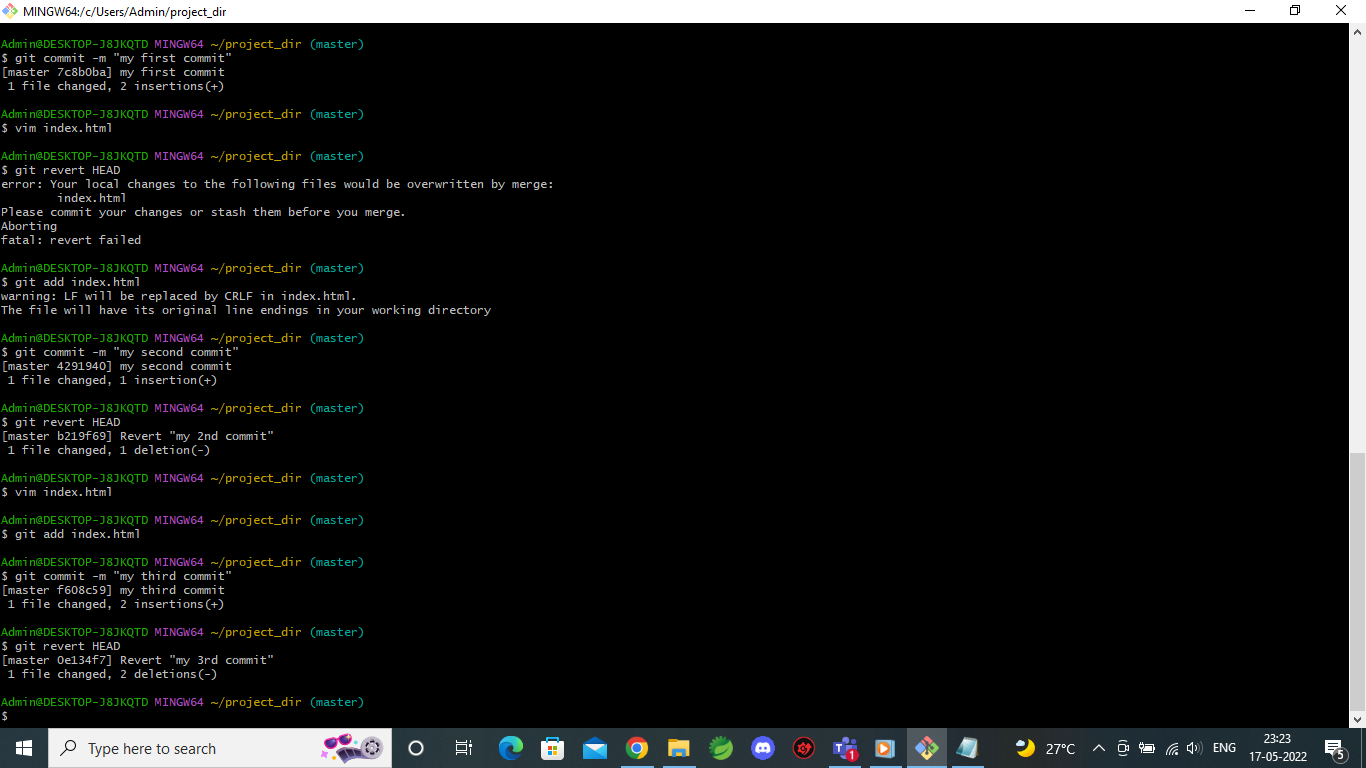 MINGW64:/c/Users/Admin/project_dir
Admin@DESKTOP-J8JKQTD MINGW64 ~/project_dir (master)
$ git commit -m "my first commit"
[master 7c8b0ba] my first commit
 1 file changed, 2 insertions(+)
Admin@DESKTOP-J8JKQTD MINGW64 ~/project_dir (master)
$ vim index.html
Admin@DESKTOP-J8JKQTD MINGW64 ~/project_dir (master)
$ git revert HEAD
error: Your local changes to the following files would be overwritten by merge:
        index.html
Please commit your changes or stash them before you merge.
Aborting
fatal: revert failed
Admin@DESKTOP-J8JKQTD MINGW64 ~/project_dir (master)
$ git add index.html
warning: LF will be replaced by CRLF in index.html.
The file will have its original line endings in your working directory
Admin@DESKTOP-J8JKQTD MINGW64 ~/project_dir (master)
$ git commit -m "my second commit"
[master 4291940] my second commit
 1 file changed, 1 insertion(+)
Admin@DESKTOP-J8JKQTD MINGW64 ~/project_dir (master)
$ git revert HEAD
[master b219f69] Revert "my 2nd commit"
 1 file changed, 1 deletion(-)
Admin@DESKTOP-J8JKQTD MINGW64 ~/project_dir (master)
$ vim index.html
Admin@DESKTOP-J8JKQTD MINGW64 ~/project_dir (master)
$ git add index.html
Admin@DESKTOP-J8JKQTD MINGW64 ~/project_dir (master)
$ git commit -m "my third commit"
[master f608c59] my third commit
 1 file changed, 2 insertions(+)
Admin@DESKTOP-J8JKQTD MINGW64 ~/project_dir (master)
$ git revert HEAD
[master 0e134f7] Revert "my 3rd commit"
 1 file changed, 2 deletions(-)
Admin@DESKTOP-J8JKQTD MINGW64 ~/project_dir (master)
$
Type here to search
1
27°C
ENG
23:23
17-05-2022
5